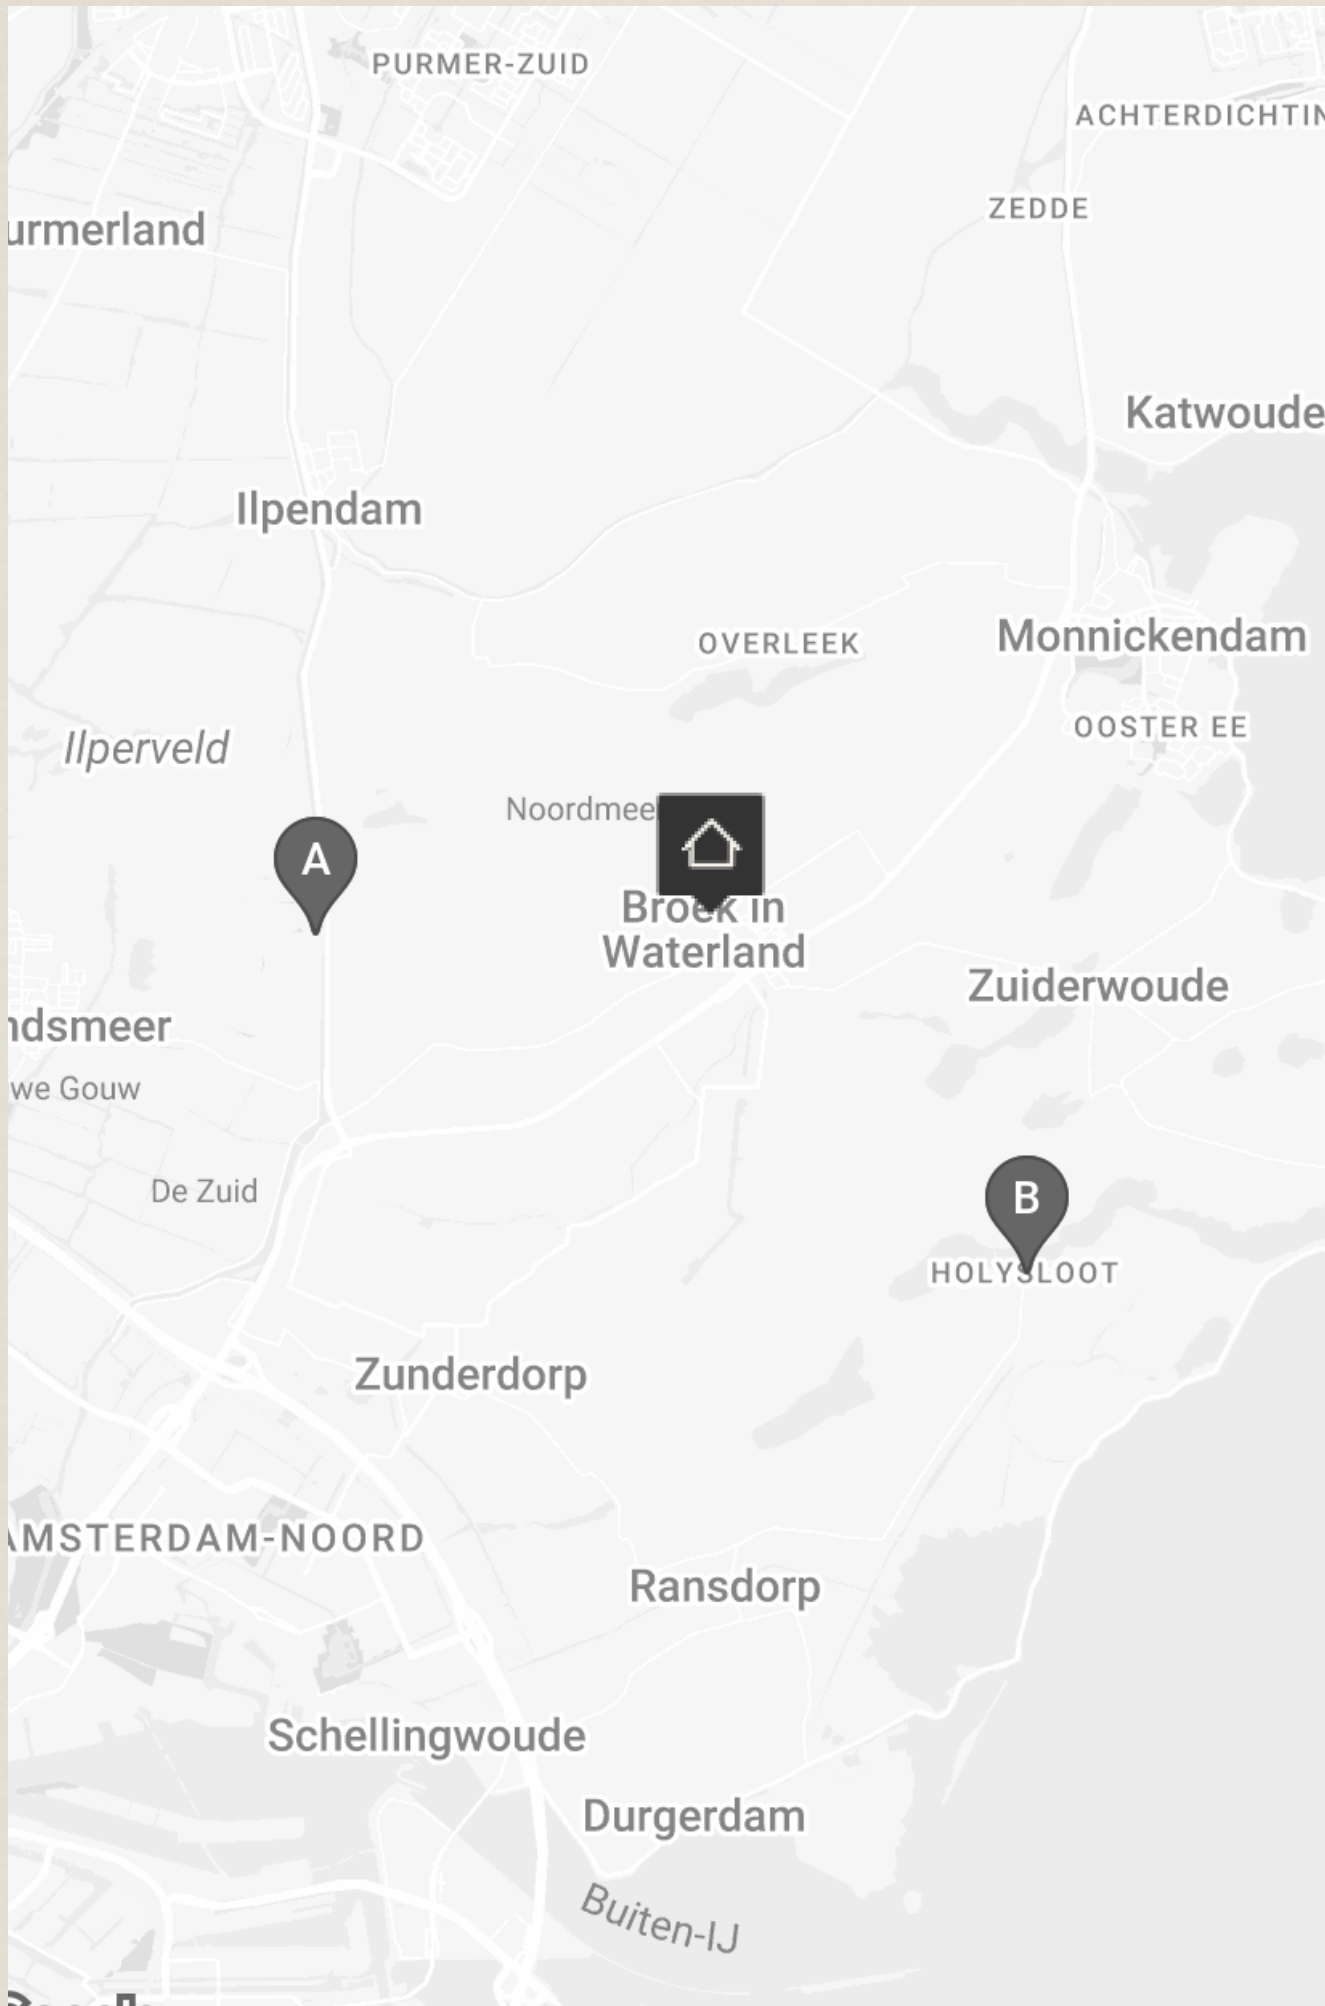 PURMER-ZUID
ACHTERDICHTIN
ZEDDE
urmerland
Katwoude
Ilpendam
Monnickendam
OVERLEEK
OOSTER EE
Ilperveld
Noordmee
A
Broek in
Waterland
Zuiderwoude
ndsmeer
we Gouw
De Zuid
B
HOLYSLOOT
Zunderdorp
AMSTERDAM-NOORD
Ransdorp
Schellingwoude
Durgerdam
Buiten-IJ